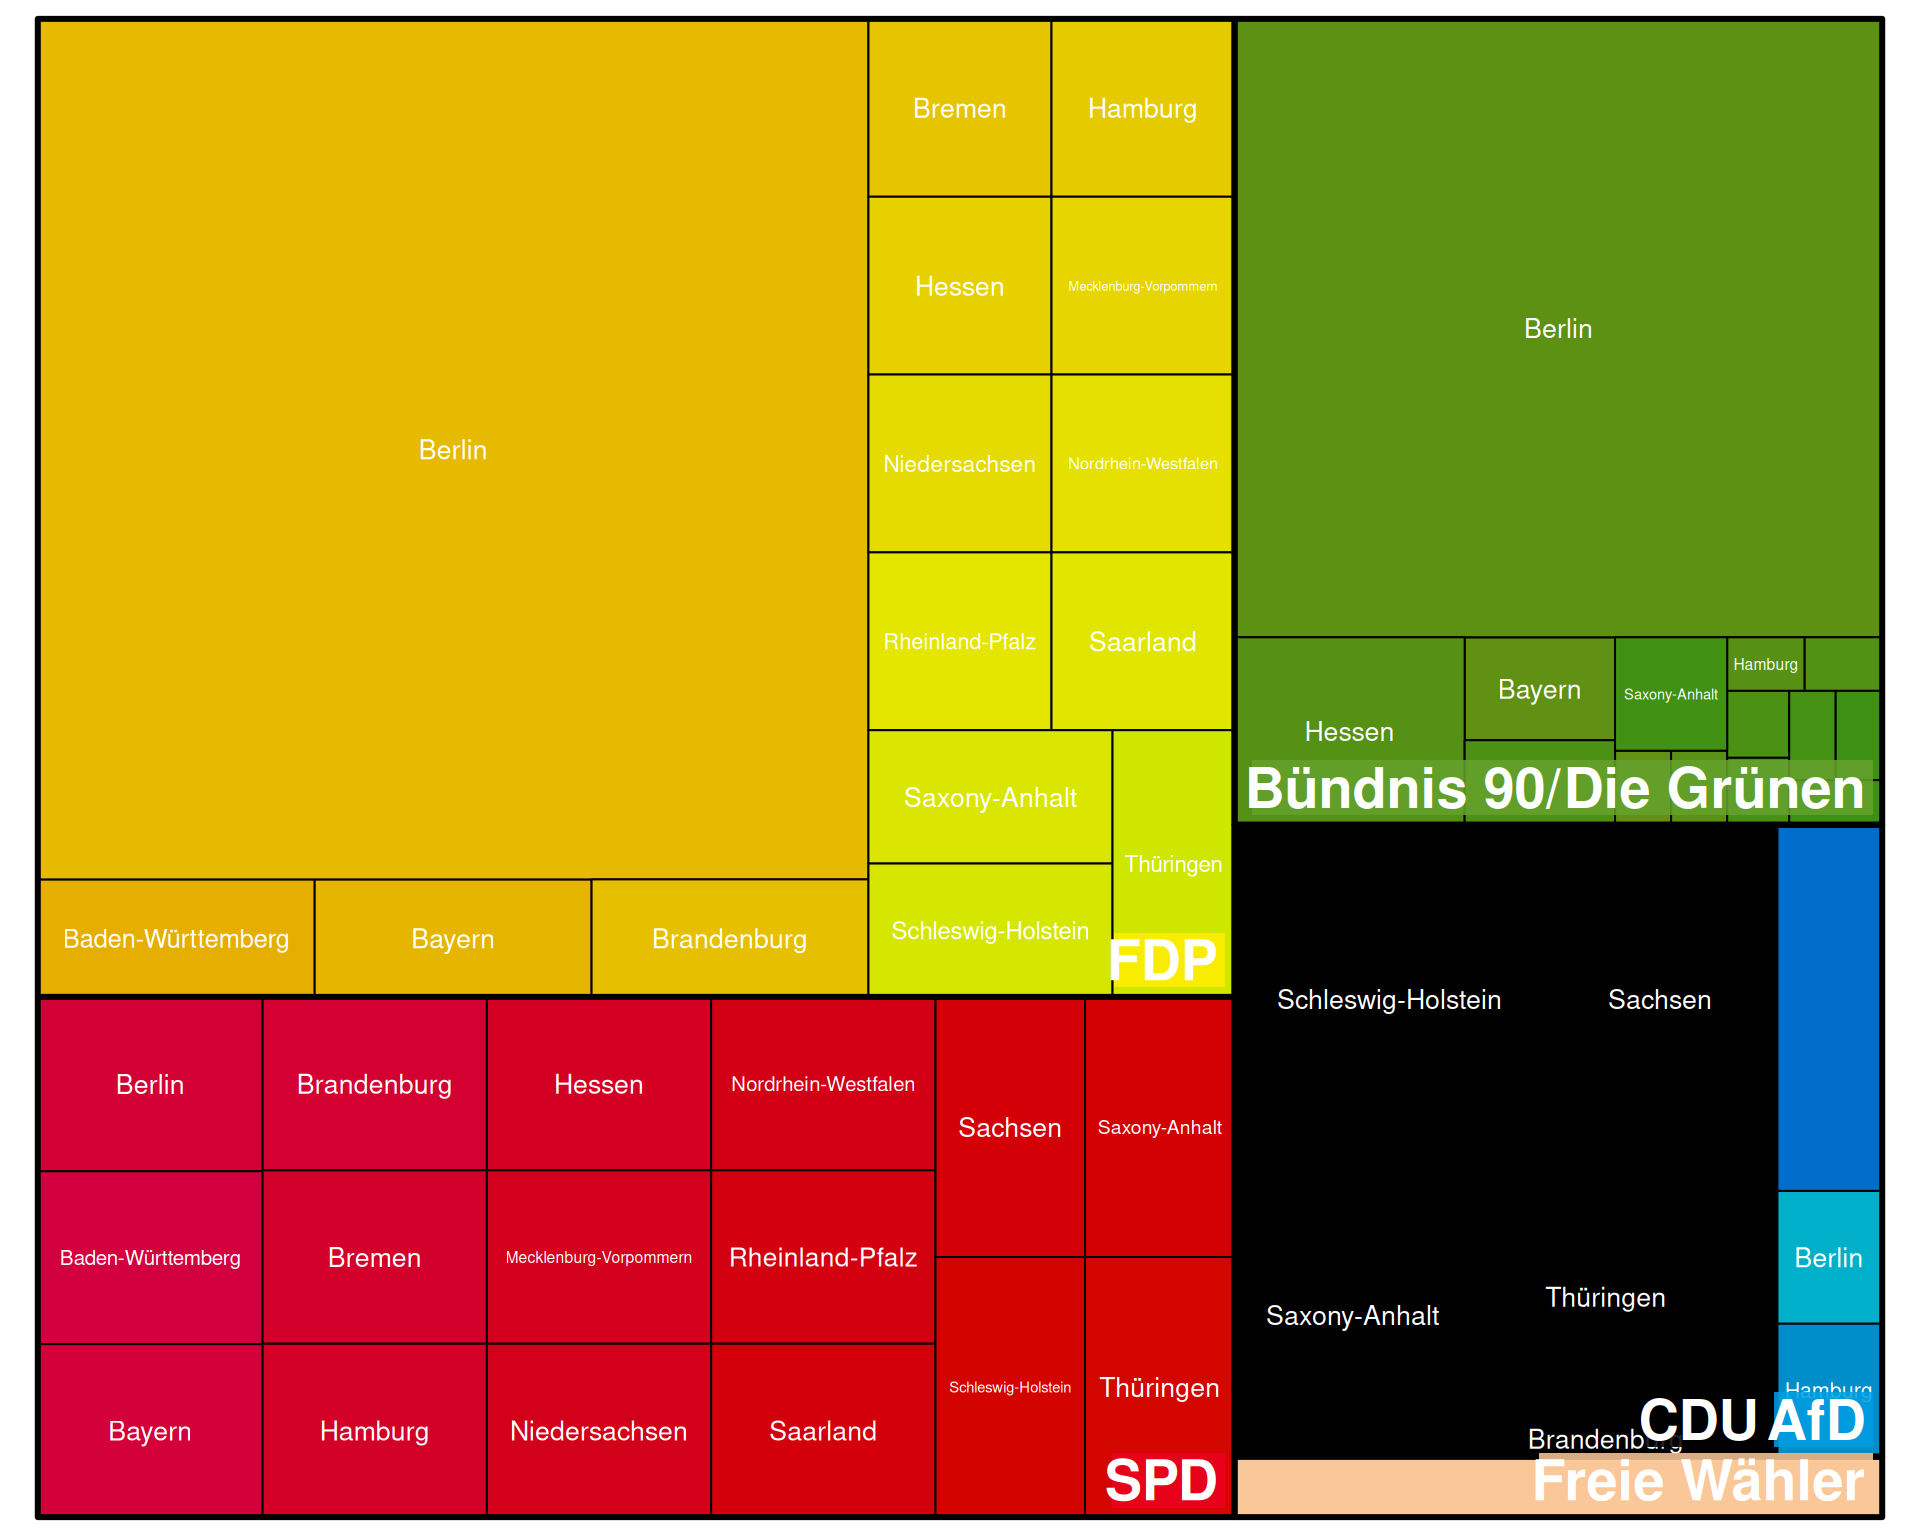 Berlin
Bremen
Hamburg
Hessen
Mecklenburg-Vorpommern
Niedersachsen
Nordrhein-Westfalen
Rheinland-Pfalz
Saarland
Saxony-Anhalt
Thüringen
Schleswig-Holstein
Baden-Württemberg
Bayern
Brandenburg
FDP
Berlin
Hessen
Bayern
Saxony-Anhalt
Hamburg
Bündnis 90/Die Grünen
Berlin
Brandenburg
Hessen
Nordrhein-Westfalen
Sachsen
Saxony-Anhalt
Baden-Württemberg
Bremen
Mecklenburg-Vorpommern
Rheinland-Pfalz
Bayern
Hamburg
Niedersachsen
Saarland
Schleswig-Holstein
Thüringen
SPD
Schleswig-Holstein
Sachsen
Saxony-Anhalt
Thüringen
Brandenburg
CDU
Berlin
Hamburg
AfD
Freie Wähler